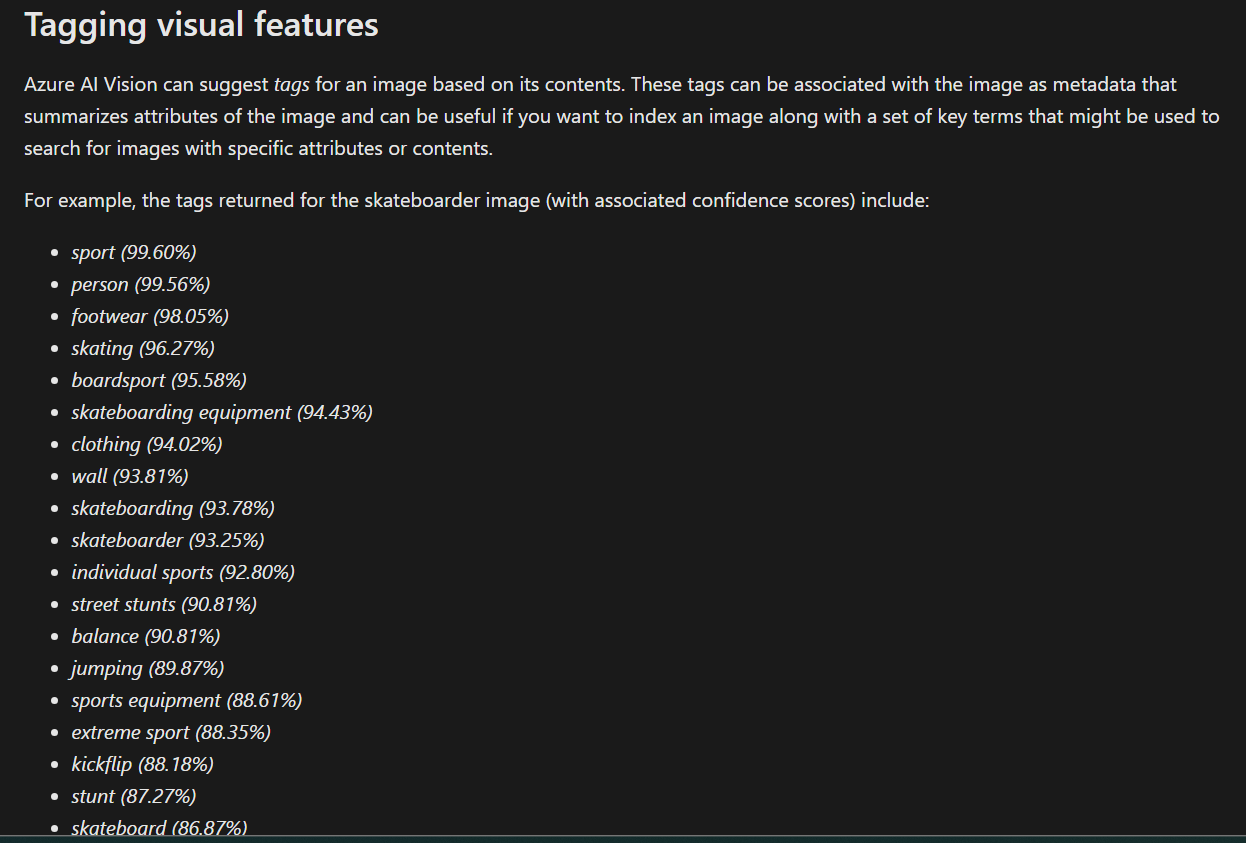 Tagging visual features
Azure AI Vision can suggest tags for an image based on its contents. These tags can be associated with the image as metadata that
summarizes attributes of the image and can be useful if you want to index an image along with a set of key terms that might be used to
search for images with specific attributes or contents.
For example, the tags returned for the skateboarder image (with associated confidence scores) include:
• sport (99.60%)
• person (99.56%)
• footwear (98.05%)
• skating (96.27%)
• boardsport (95.58%)
• skateboarding equipment (94.43%)
• clothing (94.02%)
• wall (93.81%)
• skateboarding (93.78%)
• skateboarder (93.25%)
• individual sports (92.80%)
• street stunts (90.81%)
• balance (90.81%)
• jumping (89.87%)
• sports equipment (88.61%)
• extreme sport (88.35%)
• kickflip (88.18%)
• stunt (87.27%)
• skateboard (86.87%)